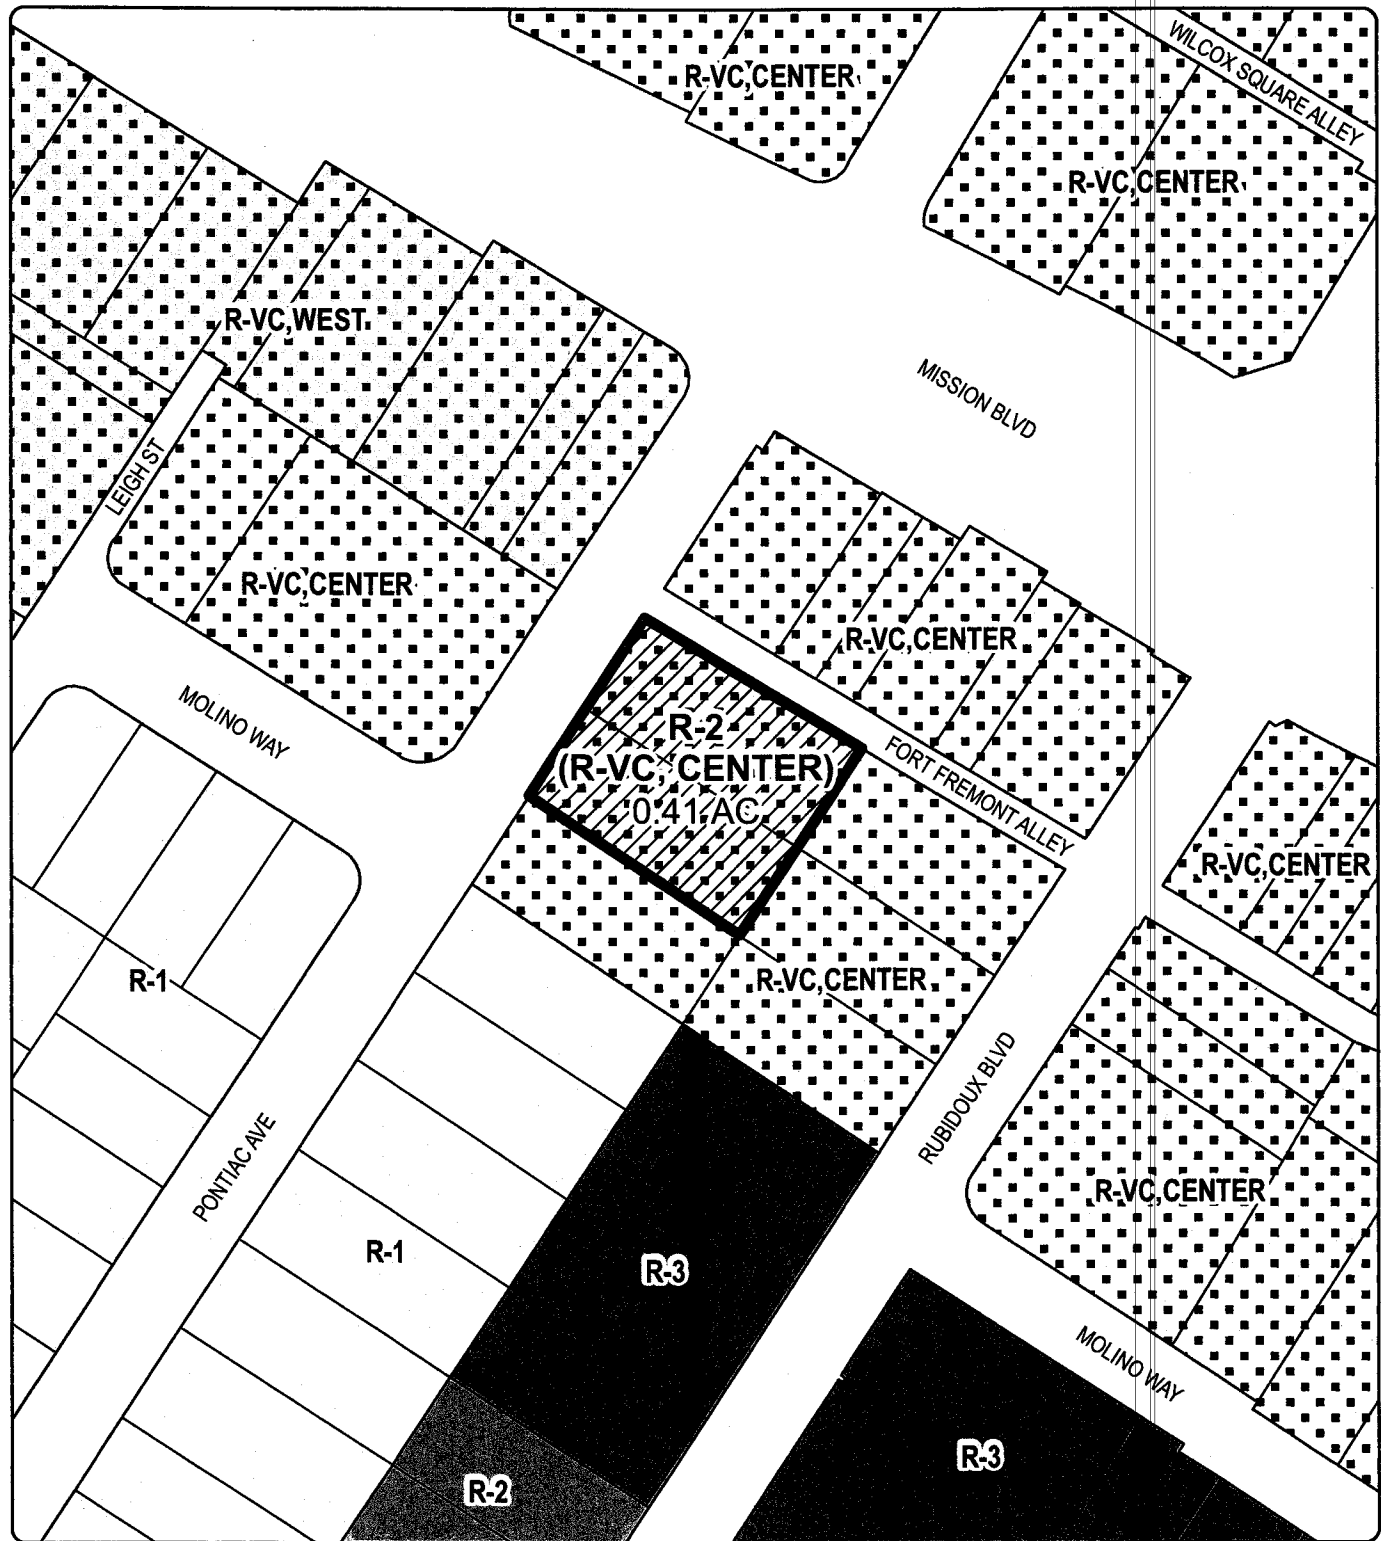 WILCOX SQUARE ALLEY
R-VC,CENTER
R-VC,CENTER
R-VC,WEST
MISSION BLVD
LEIGH ST
R-VC,CENTER
R-VC,CENTER
MOLINO WAY
R-2
(R-VC, CENTER)
0.41 AC
FORT FREMONT ALLEY
R-VC,CENTER
R-1
R-VC,CENTER
RUBIDOUX BLVD
PONTIAC AVE
R-VC,CENTER
R-1
R-3
MOLINO WAY
R-3
R-2